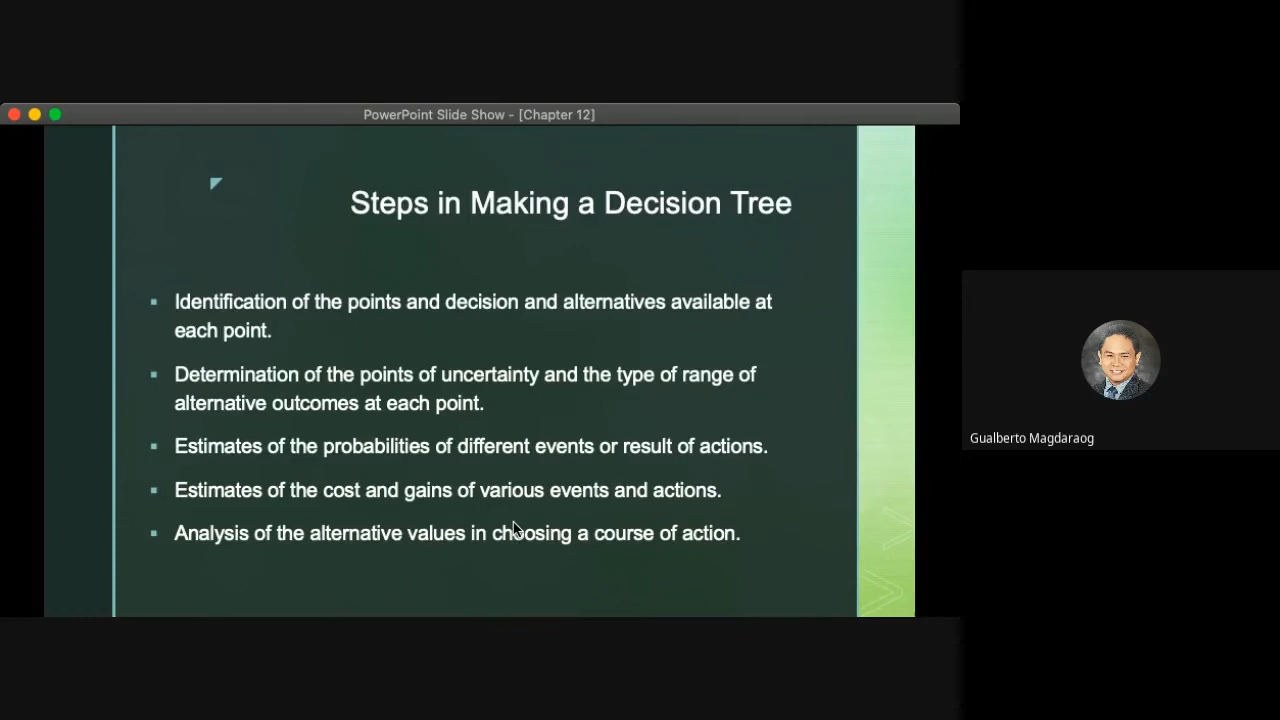 PowerPoint Slide Show - [Chapter 12]
Steps in Making a Decision Tree
Identification of the points and decision and alternatives available at
each point.
Determination of the points of uncertainty and the type of range of
alternative outcomes at each point.
Estimates of the probabilities of different events or result of actions.
Estimates of the cost and gains of various events and actions.
Analysis of the alternative values in choosing a course of action.
Gualberto Magdaraog